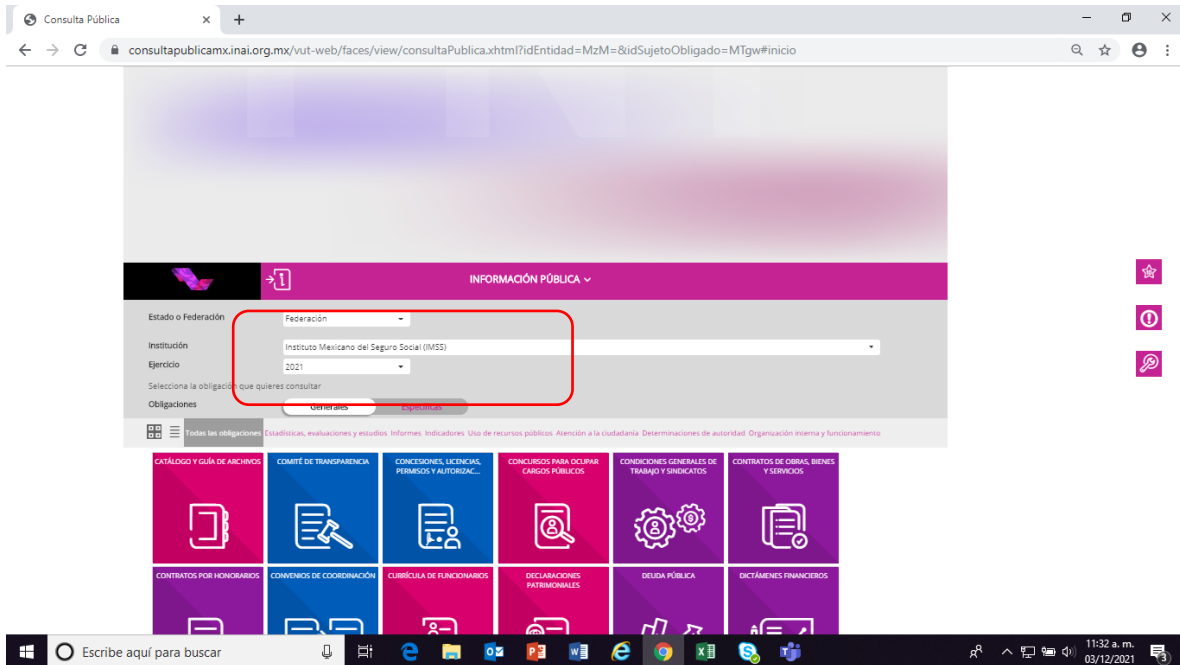 Consulta Pública
consultapublicamx.inai.org.mx/vut-web/faces/view/consultaPublica.xhtml?idEntidad=MzM=&idSujetoObligado=MTgw#inicio
INFORMACIÓN PÚBLICA
Estado o Federación Federación
Institución Instituto Mexicano del Seguro Social (IMSS)
Ejercicio 2021
Selecciona la obligación que quieres consultar
Obligaciones Generales Específicas
Todas las obligaciones Estadísticas, evaluaciones y estudios Informes Indicadores Uso de recursos públicos Atención a la ciudadanía Determinaciones de autoridad Organización interna y funcionamiento
CATÁLOGO Y GUÍA DE ARCHIVOS
COMITÉ DE TRANSPARENCIA
CONCESIONES, LICENCIAS,
PERMISOS Y AUTORIZAC...
CONCURSOS PARA OCUPAR
CARGOS PÚBLICOS
CONDICIONES GENERALES DE
TRABAJO Y SINDICATOS
CONTRATOS DE OBRAS, BIENES
Y SERVICIOS
CONTRATOS POR HONORARIOS
CONVENIOS DE COORDINACIÓN
CURRÍCULA DE FUNCIONARIOS
DECLARACIONES
PATRIMONIALES
DEUDA PÚBLICA
DICTÁMENES FINANCIEROS
Escribe aquí para buscar
11:32 a. m.
03/12/2021
3